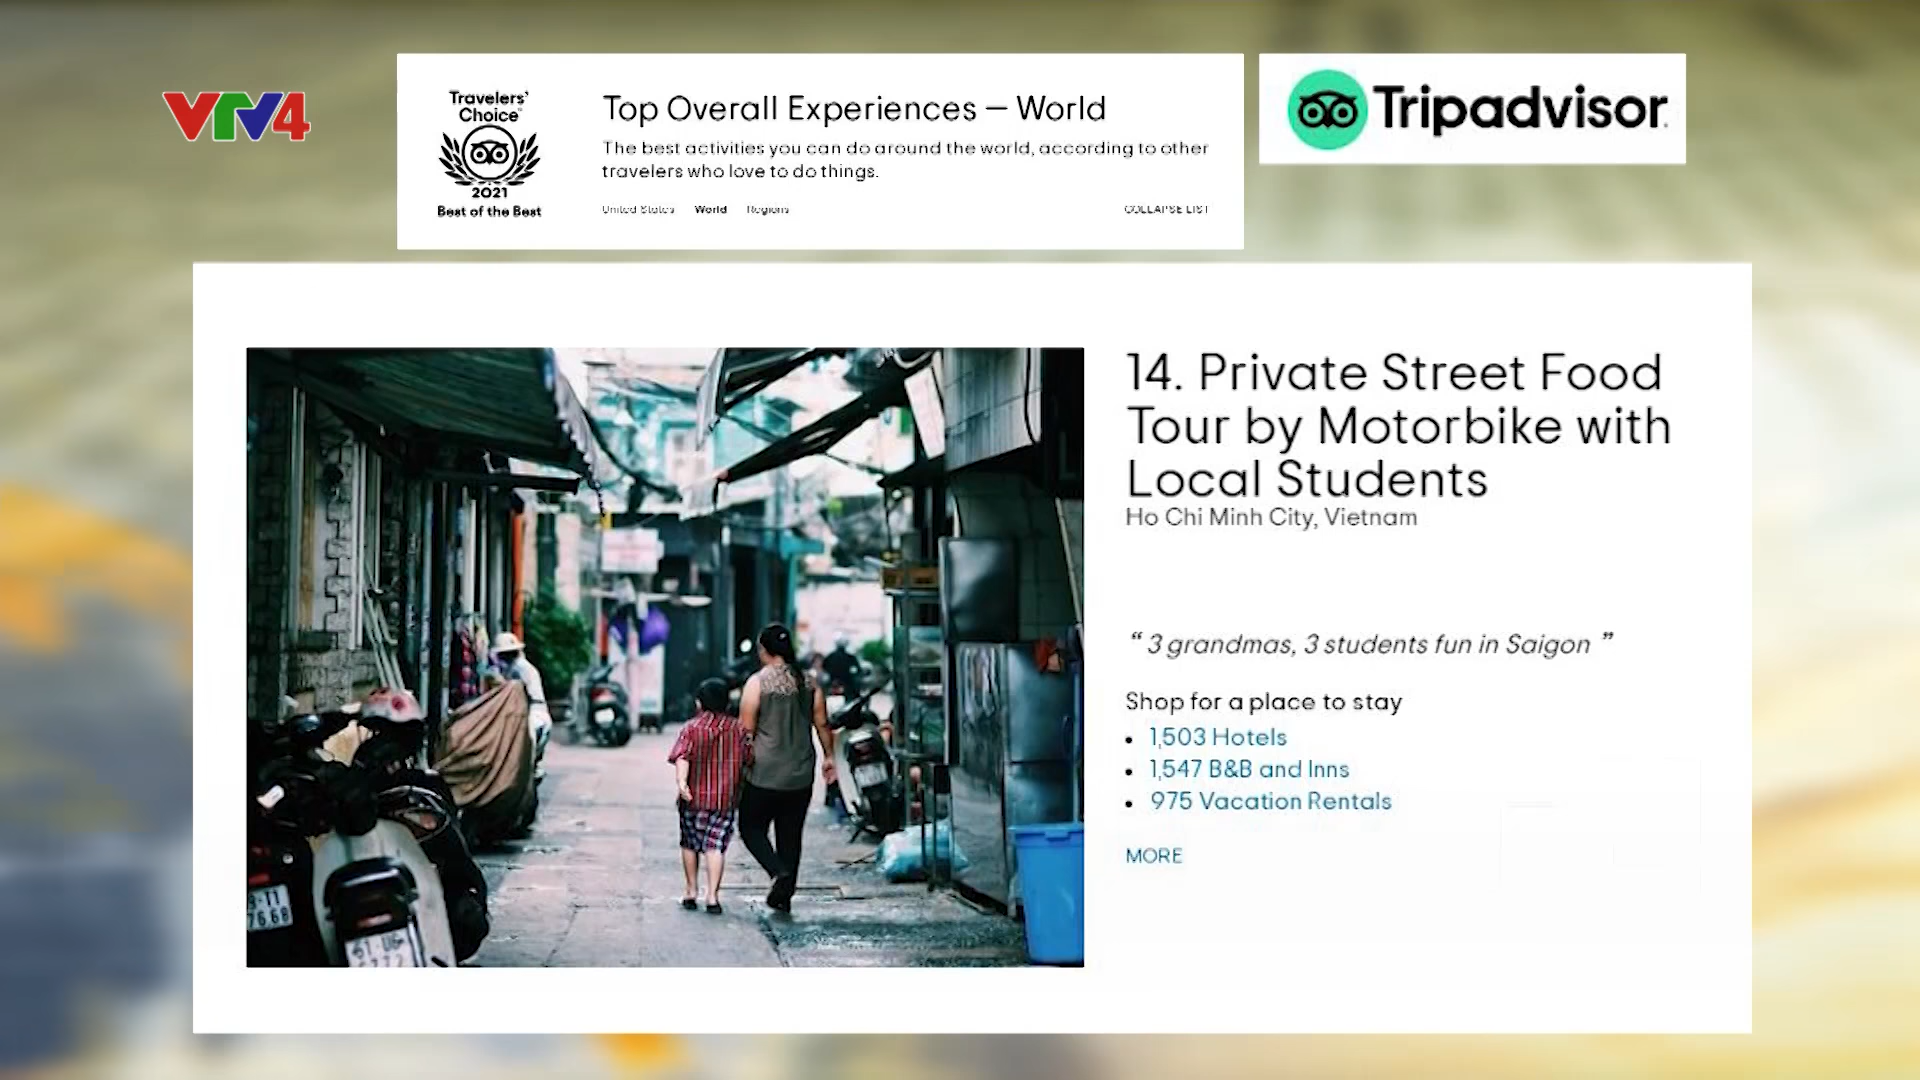 VTV4
Travelers'
Choice
2021
Best of the Best
Top Overall Experiences — World
The best activities you can do around the world, according to other
travelers who love to do things.
United States World Regions
COLLAPSE LIST
Tripadvisor
14. Private Street Food
Tour by Motorbike with
Local Students
Ho Chi Minh City, Vietnam
“ 3 grandmas, 3 students fun in Saigon ”
Shop for a place to stay
• 1,503 Hotels
• 1,547 B&B and Inns
• 975 Vacation Rentals
MORE